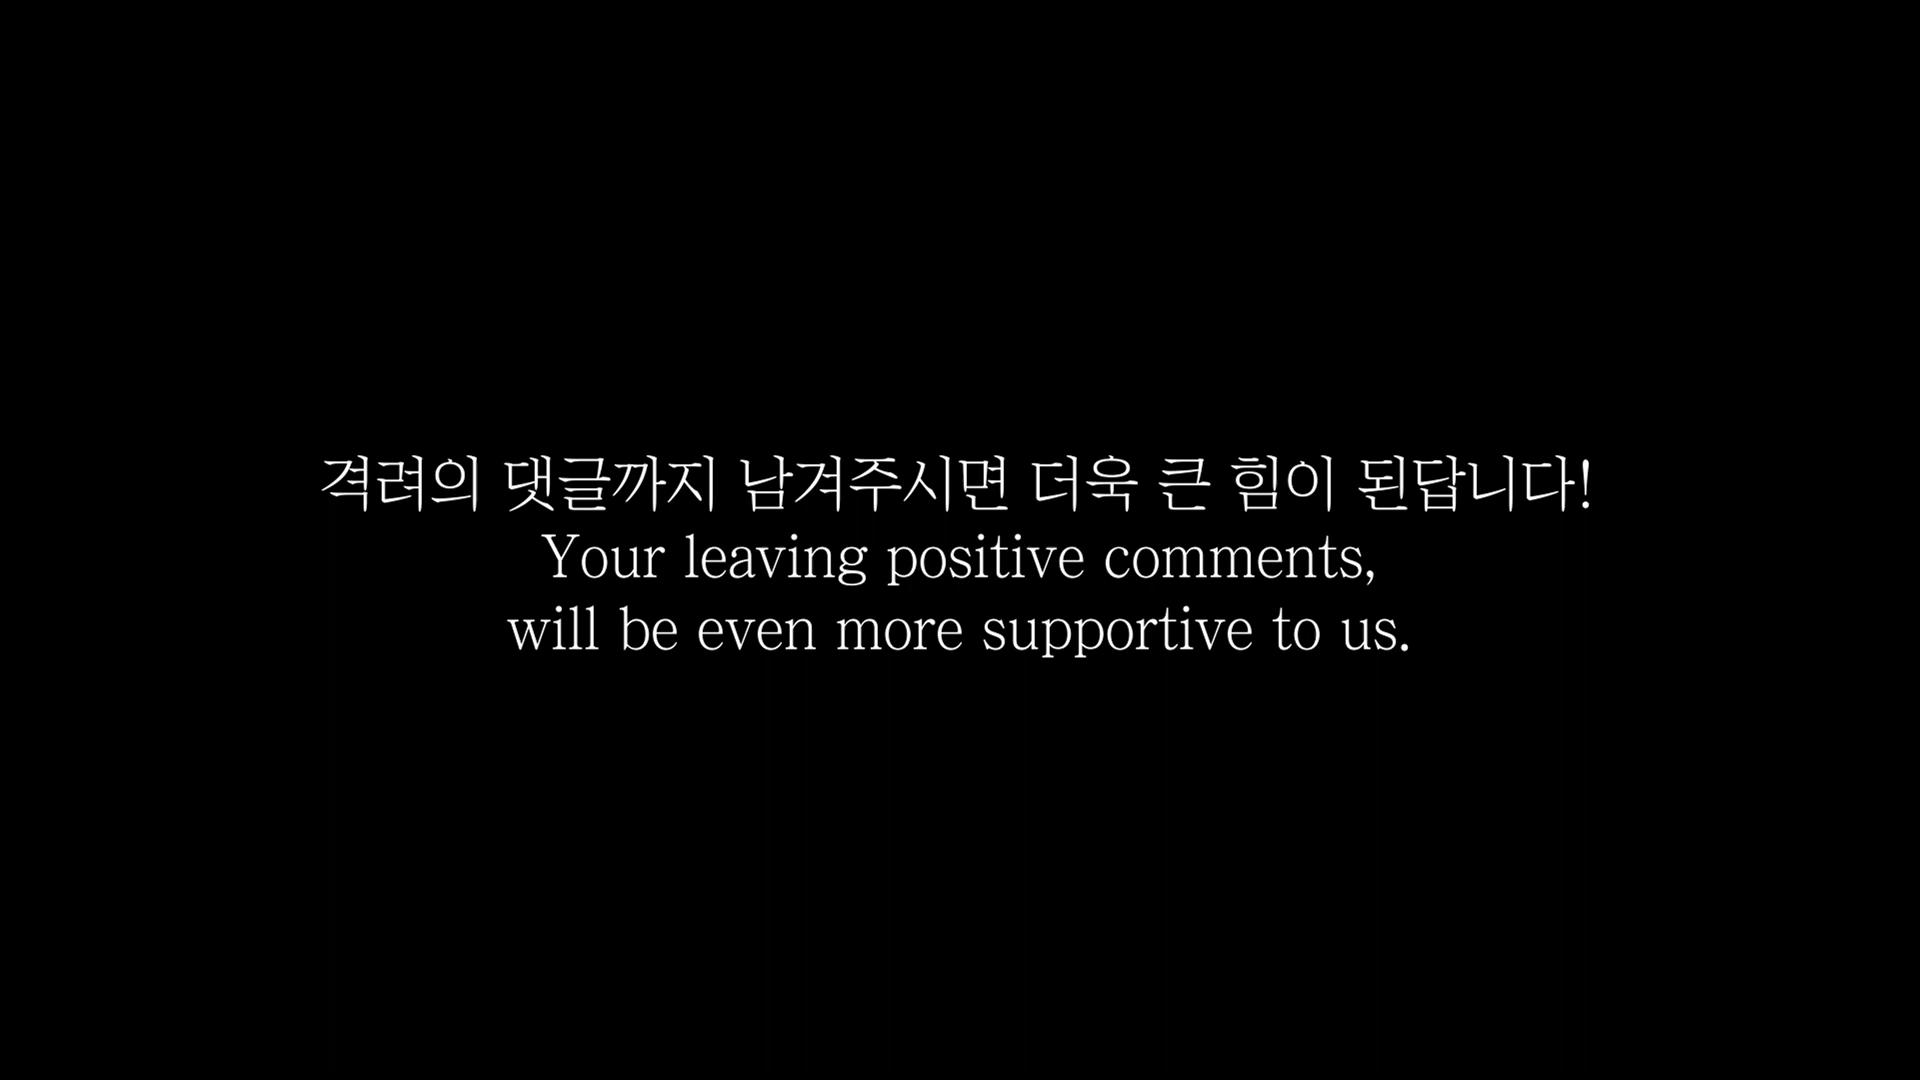 격려의 댓글까지 남겨주시면 더욱 큰 힘이 된답니다!
Your leaving positive comments,
will be even more supportive to us.